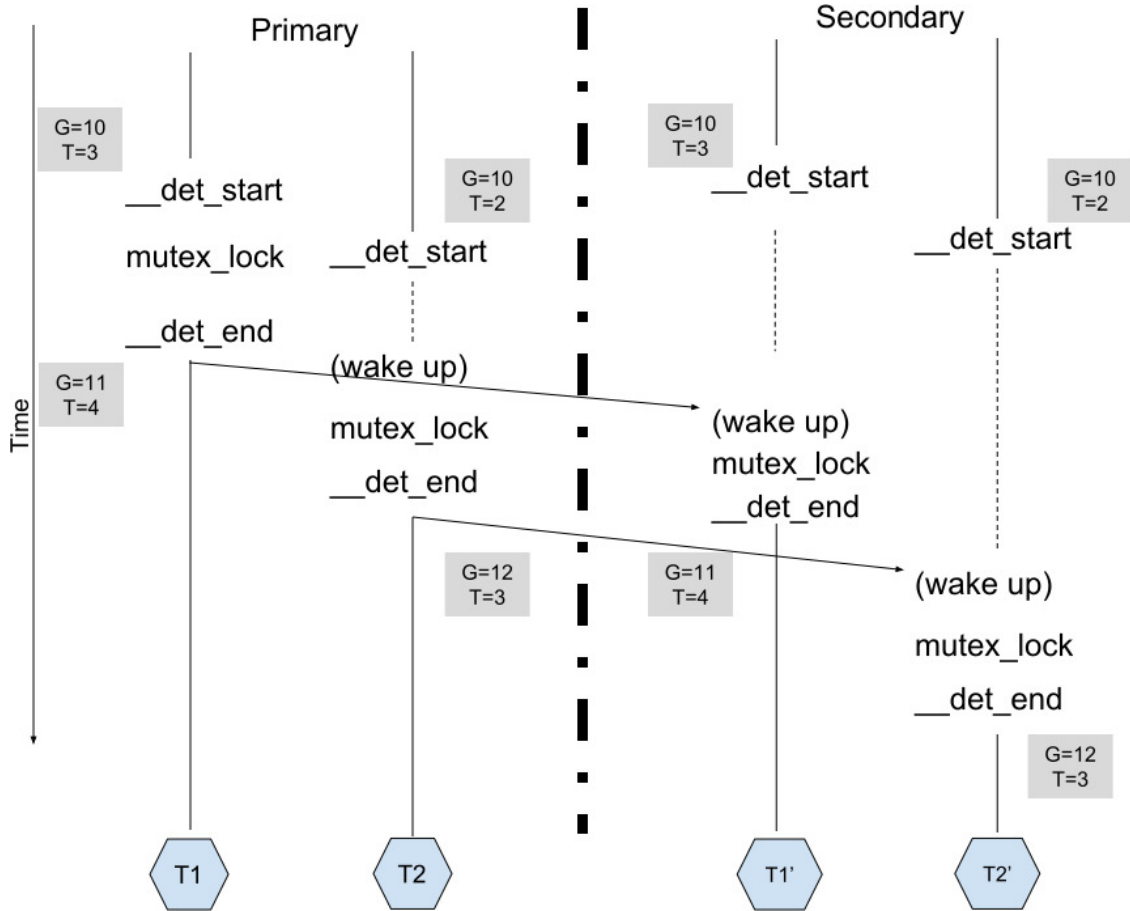 Primary
Secondary
G=10
T=3
__det_start
mutex_lock
__det_end
G=11
T=4
G=10
T=2
__det_start
(wake up)
mutex_lock
__det_end
G=12
T=3
G=10
T=3
__det_start
(wake up)
mutex_lock
__det_end
G=11
T=4
G=10
T=2
__det_start
(wake up)
mutex_lock
__det_end
G=12
T=3
Time
T1
T2
T1’
T2’